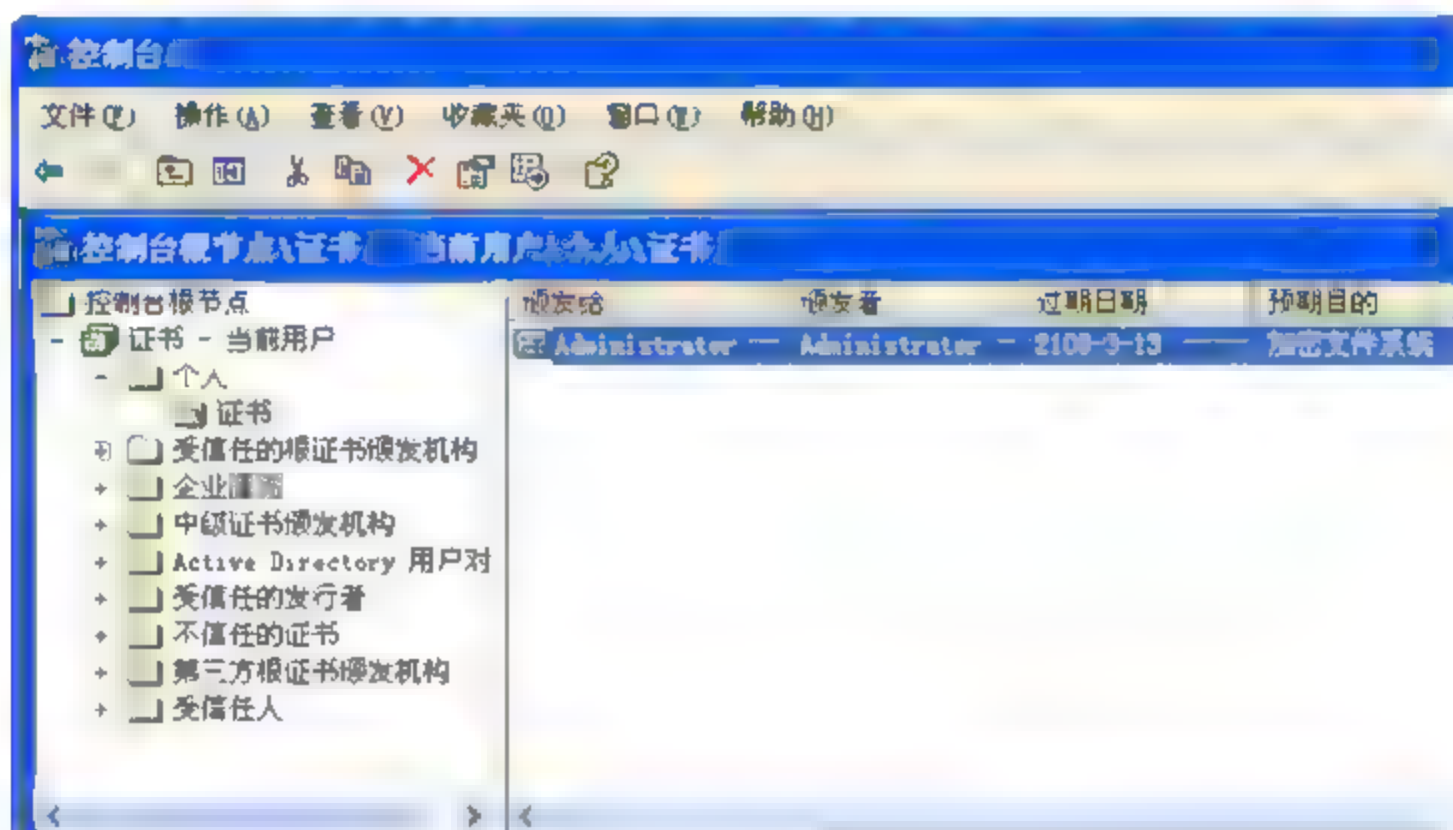 控制台
文件(F) 操作(A) 查看(V) 收藏夹(O) 窗口(W) 帮助(H)
控制台根节点\证书 当前用户 \证书
控制台根节点
证书 - 当前用户
个人
证书
受信任的根证书颁发机构
企业
中级证书颁发机构
Active Directory 用户对
受信任的发行者
不信任的证书
第三方根证书颁发机构
受信任人
颁发给 颁发者 过期日期 预期目的
Administrator Administrator 加密文件系统